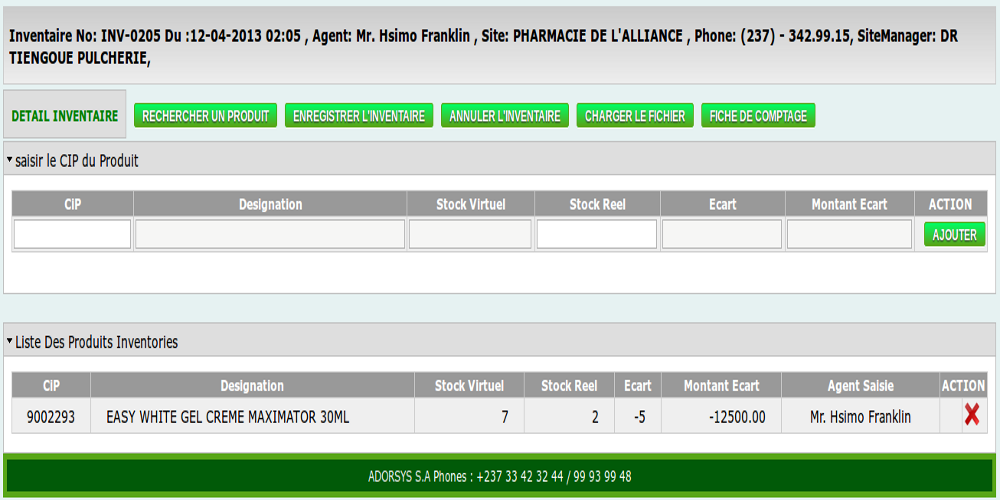 Inventaire No: INV-0205 Du :12-04-2013 02:05 , Agent: Mr. Hsimo Franklin , Site: PHARMACIE DE L'ALLIANCE , Phone: (237) - 342.99.15, SiteManager: DR
TIENGOUE PULCHERIE,
DETAIL INVENTAIRE RECHERCHER UN PRODUIT ENREGISTRER L'INVENTAIRE ANNULER L'INVENTAIRE CHARGER LE FICHIER FICHE DE COMPTAGE
saisir le CIP du Produit
CIP Designation Stock Virtuel Stock Reel Ecart Montant Ecart ACTION
AJOUTER
Liste Des Produits Inventories
CIP Designation Stock Virtuel Stock Reel Ecart Montant Ecart Agent Saisie ACTION
9002293 EASY WHITE GEL CREME MAXIMATOR 30ML 7 2 -5 -12500.00 Mr. Hsimo Franklin
ADORSYS S.A Phones : +237 33 42 32 44 / 99 93 99 48